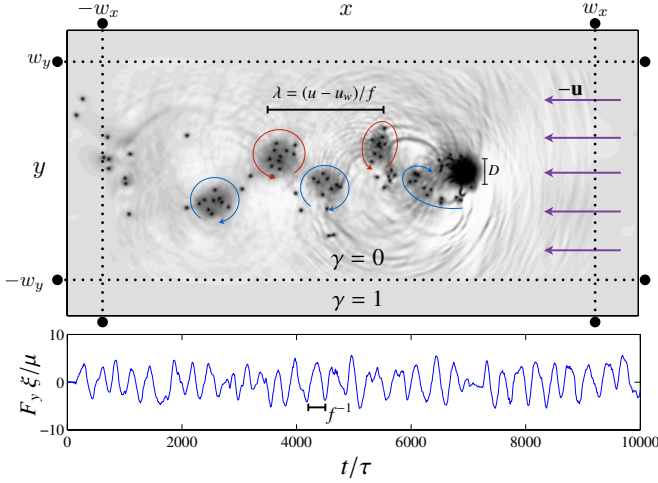 −w_x x w_x
w_y
λ = (u − u_w)/f
−u
y
D
γ = 0
−w_y
γ = 1
10
F_y ξ/μ
0
f⁻¹
−10
0 2000 4000 6000 8000 10000
t/τ